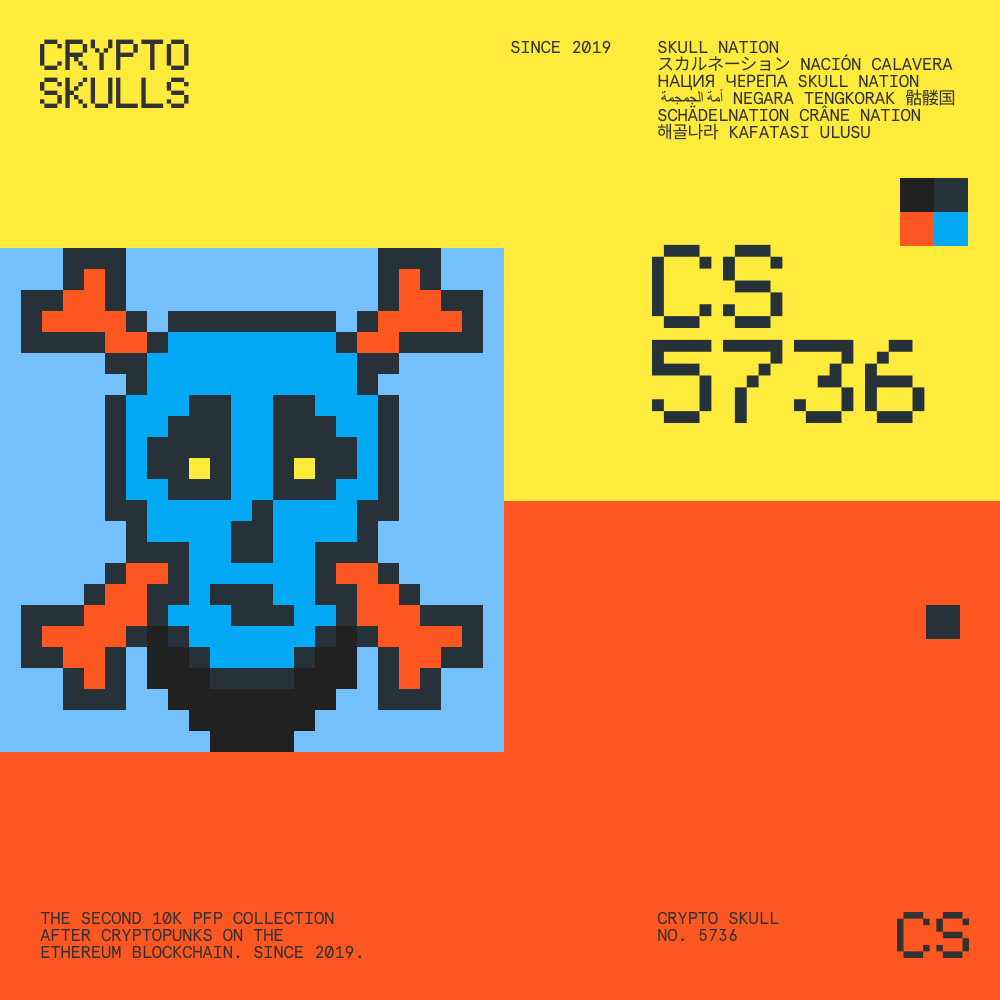 CRYPTO
SKULLS
SINCE 2019
SKULL NATION
スカルネーション NACIÓN CALAVERA
НАЦИЯ ЧЕРЕПА SKULL NATION
أمة الجمجمة NEGARA TENGKORAK 骷髅国
SCHÄDELNATION CRÂNE NATION
해골나라 KAFATASI ULUSU
CS
5736
THE SECOND 10K PFP COLLECTION
AFTER CRYPTOPUNKS ON THE
ETHEREUM BLOCKCHAIN. SINCE 2019.
CRYPTO SKULL
NO. 5736
CS